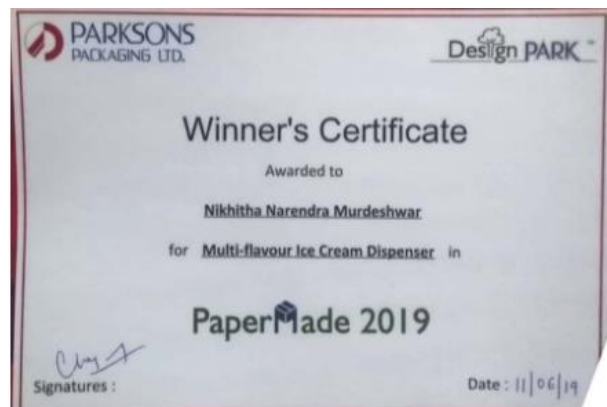 PARKSONS
PACKAGING LTD.
Design PARK ™
Winner's Certificate
Awarded to
Nikhitha Narendra Murdeshwar
for Multi-flavour Ice Cream Dispenser in
PaperMade 2019
Signatures :
Date : 11|06|19